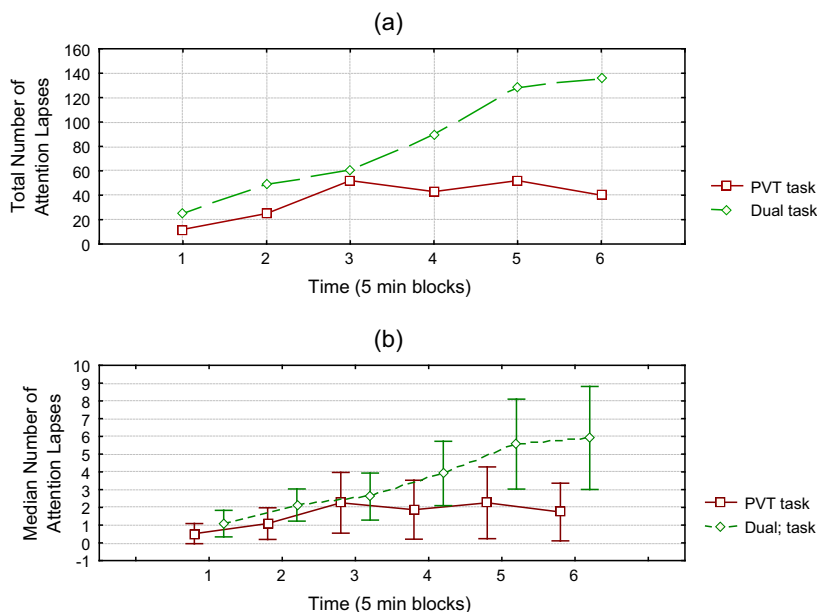 (a)
160
140
120
100
80
60
40
20
0
Total Number of
Attention Lapses
1 2 3 4 5 6
Time (5 min blocks)
PVT task
Dual task
(b)
10
9
8
7
6
5
4
3
2
1
0
-1
Median Number of
Attention Lapses
1 2 3 4 5 6
Time (5 min blocks)
PVT task
Dual; task